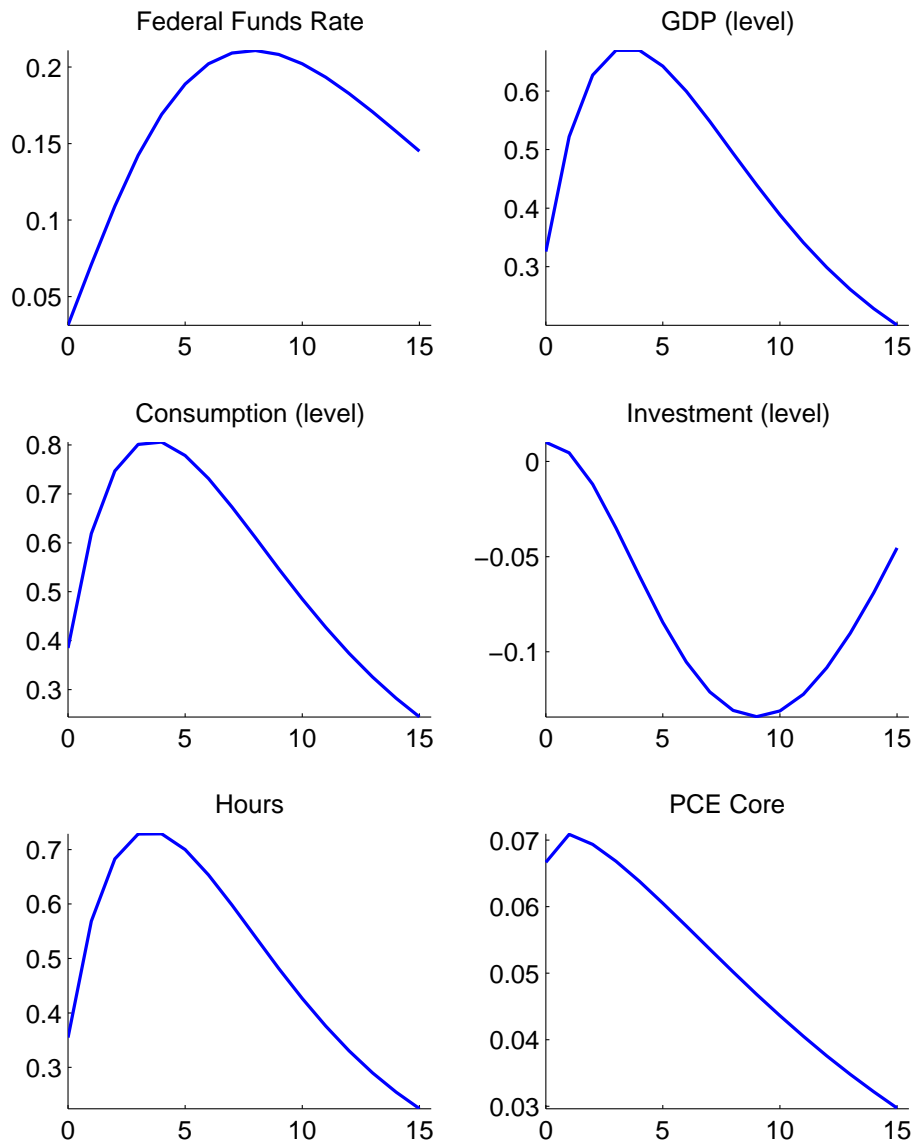 Federal Funds Rate
0.2
0.15
0.1
0.05
0 5 10 15
GDP (level)
0.6
0.5
0.4
0.3
0 5 10 15
Consumption (level)
0.8
0.7
0.6
0.5
0.4
0.3
0 5 10 15
Investment (level)
0
−0.05
−0.1
0 5 10 15
Hours
0.7
0.6
0.5
0.4
0.3
0 5 10 15
PCE Core
0.07
0.06
0.05
0.04
0.03
0 5 10 15